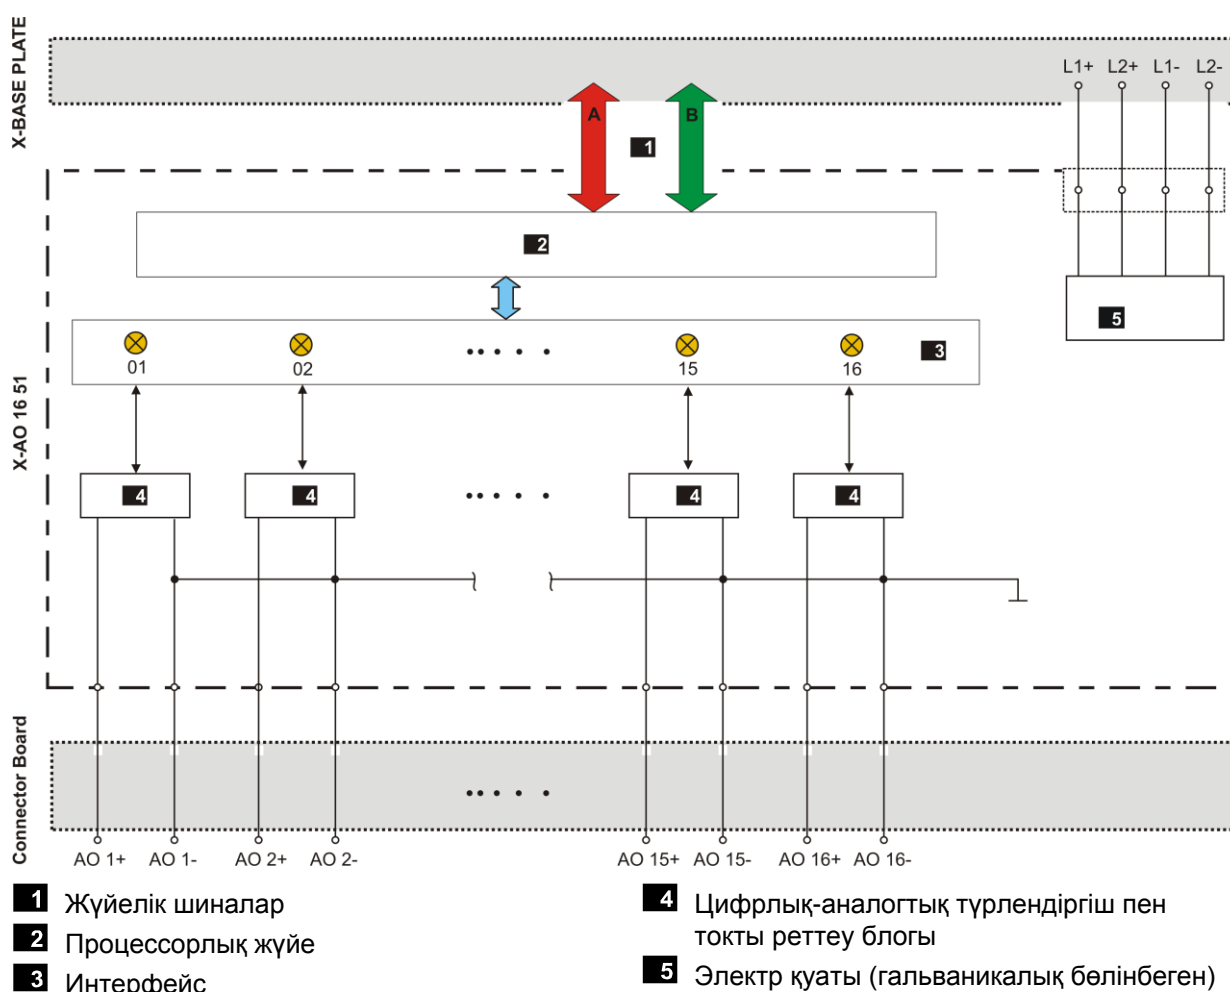 X-BASE PLATE
L1+ L2+ L1- L2-
A
B
1
2
5
01
02
15
16
3
X-AO 16 51
4
4
4
4
Connector Board
AO 1+ AO 1- AO 2+ AO 2- AO 15+ AO 15- AO 16+ AO 16-
1 Жүйелік шиналар
2 Процессорлық жүйе
3 Интерфейс
4 Цифрлық-аналогтық түрлендіргіш пен
токты реттеу блогы
5 Электр қуаты (гальваникалық бөлінбеген)